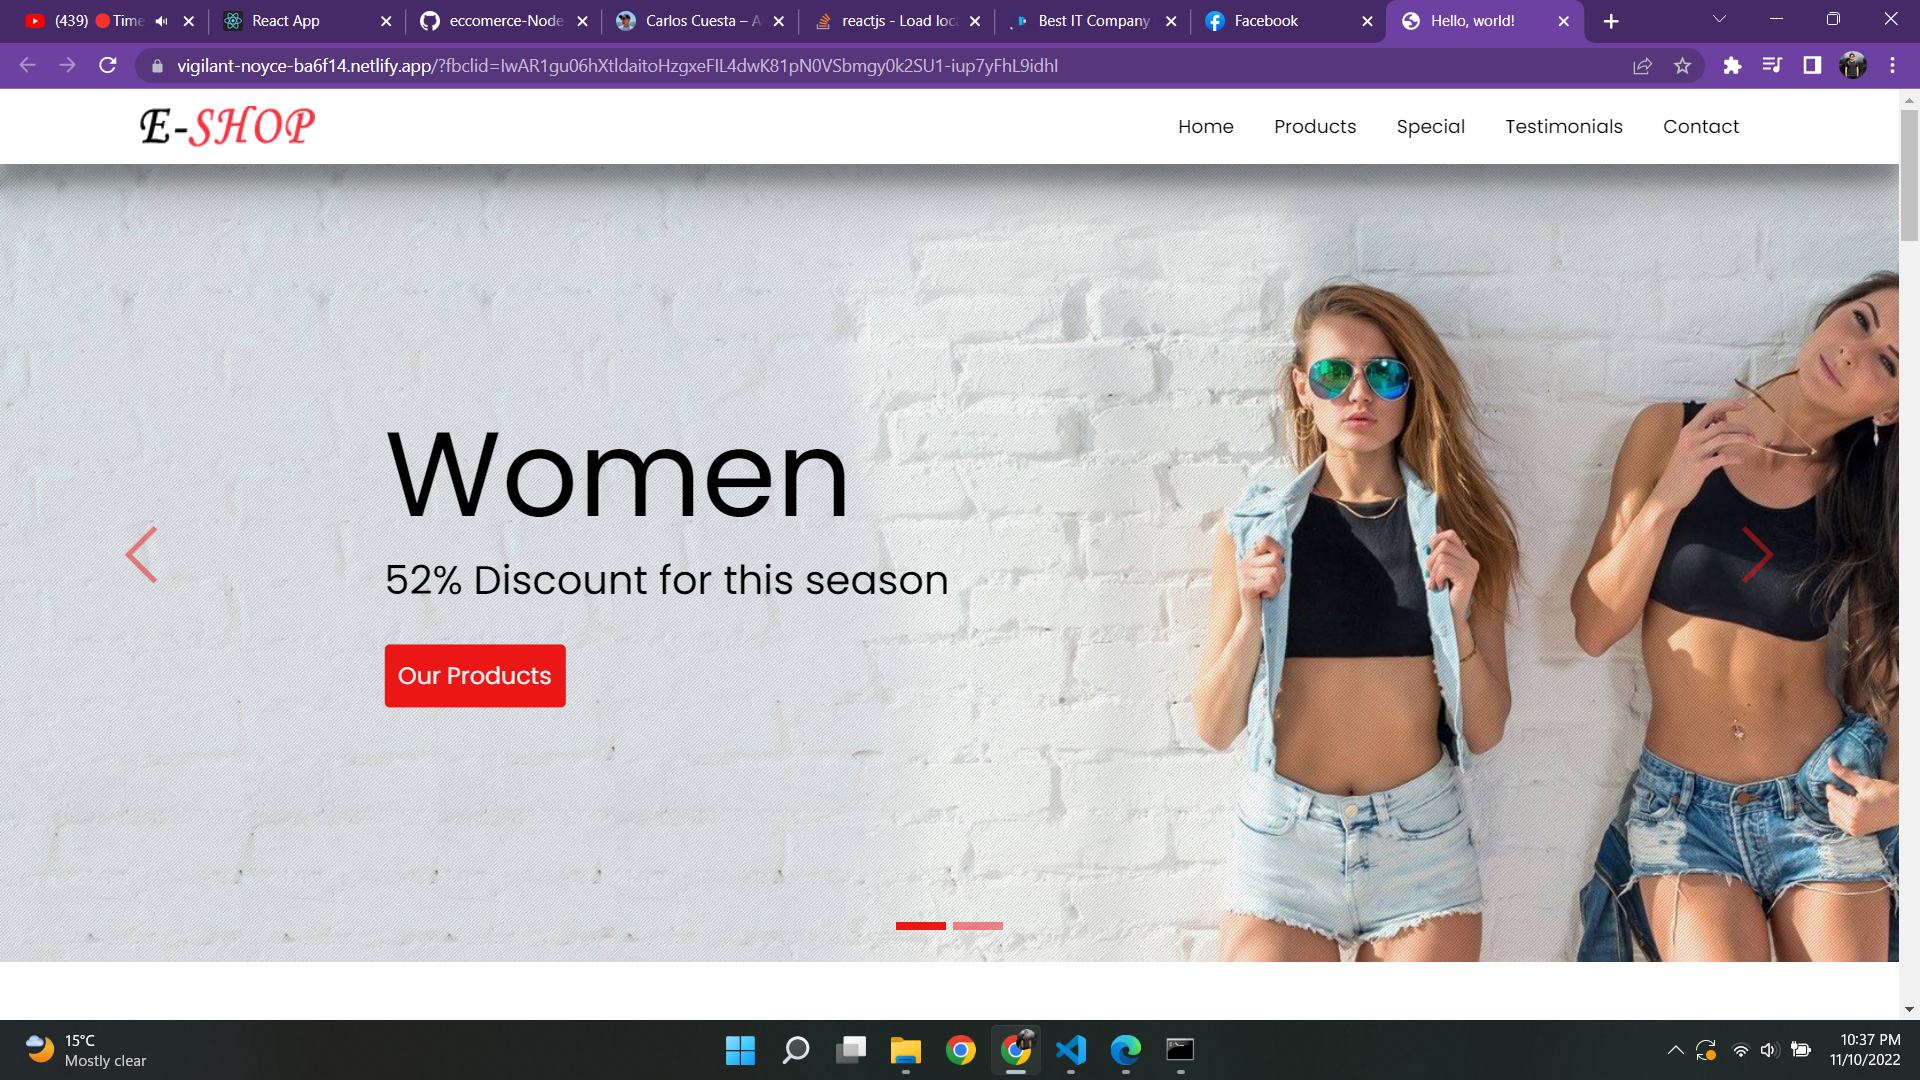 (439) 🔴 Time
React App
eccomerce-Node
Carlos Cuesta – A
reactjs - Load loc
Best IT Company
Facebook
Hello, world!
vigilant-noyce-ba6f14.netlify.app/?fbclid=IwAR1gu06hXtldaitoHzgxeFIL4dwK81pN0VSbmgy0k2SU1-iup7yFhL9idhI
E-SHOP
Home
Products
Special
Testimonials
Contact
Women
52% Discount for this season
Our Products
15°C
Mostly clear
10:37 PM
11/10/2022